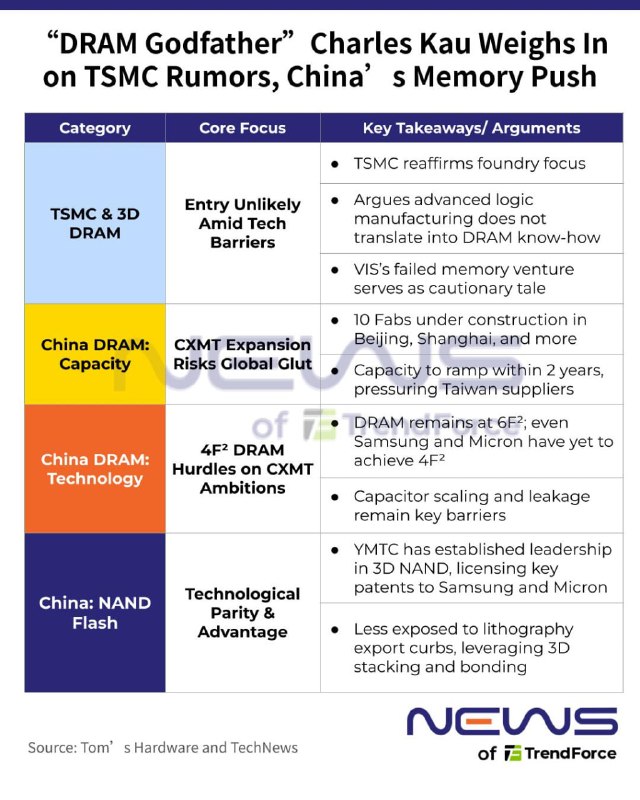 “DRAM Godfather” Charles Kau Weighs In
on TSMC Rumors, China’s Memory Push
Category
Core Focus
Key Takeaways/ Arguments
TSMC & 3D
DRAM
Entry Unlikely
Amid Tech
Barriers
● TSMC reaffirms foundry focus
● Argues advanced logic
manufacturing does not
translate into DRAM know-how
● VIS’s failed memory venture
serves as cautionary tale
China DRAM:
Capacity
CXMT Expansion
Risks Global Glut
● 10 Fabs under construction in
Beijing, Shanghai, and more
● Capacity to ramp within 2 years,
pressuring Taiwan suppliers
China DRAM:
Technology
4F² DRAM
Hurdles on CXMT
Ambitions
● DRAM remains at 6F²; even
Samsung and Micron have yet to
achieve 4F²
● Capacitor scaling and leakage
remain key barriers
China: NAND
Flash
Technological
Parity &
Advantage
● YMTC has established leadership
in 3D NAND, licensing key
patents to Samsung and Micron
● Less exposed to lithography
export curbs, leveraging 3D
stacking and bonding
NEWS
of TrendForce
Source: Tom’s Hardware and TechNews
NEWS
of TrendForce